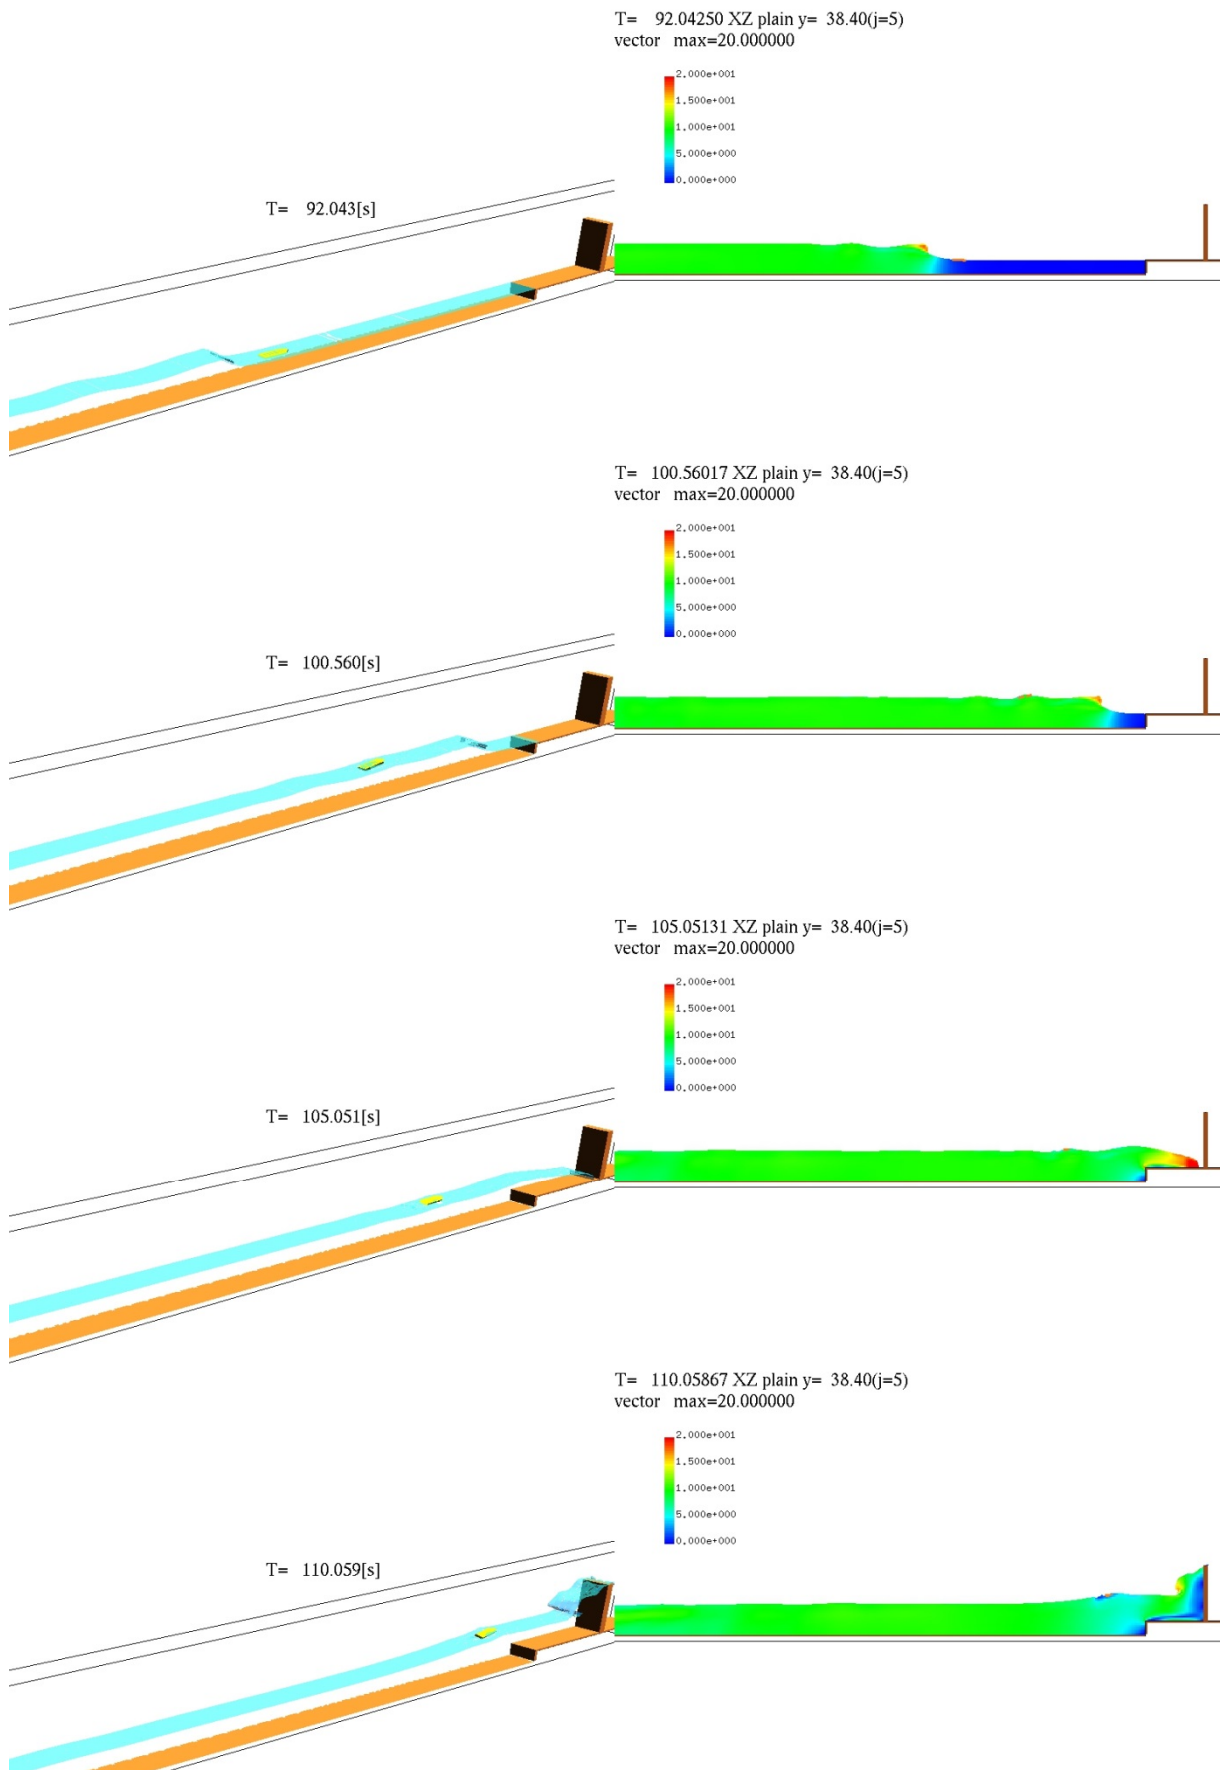 T=    92.04250 XZ plain y=  38.40(j=5)
vector   max=20.000000
2.000e+001
1.500e+001
1.000e+001
5.000e+000
0.000e+000
T=    92.043[s]
T=   100.56017 XZ plain y=  38.40(j=5)
vector   max=20.000000
2.000e+001
1.500e+001
1.000e+001
5.000e+000
0.000e+000
T=   100.560[s]
T=   105.05131 XZ plain y=  38.40(j=5)
vector   max=20.000000
2.000e+001
1.500e+001
1.000e+001
5.000e+000
0.000e+000
T=   105.051[s]
T=   110.05867 XZ plain y=  38.40(j=5)
vector   max=20.000000
2.000e+001
1.500e+001
1.000e+001
5.000e+000
0.000e+000
T=   110.059[s]